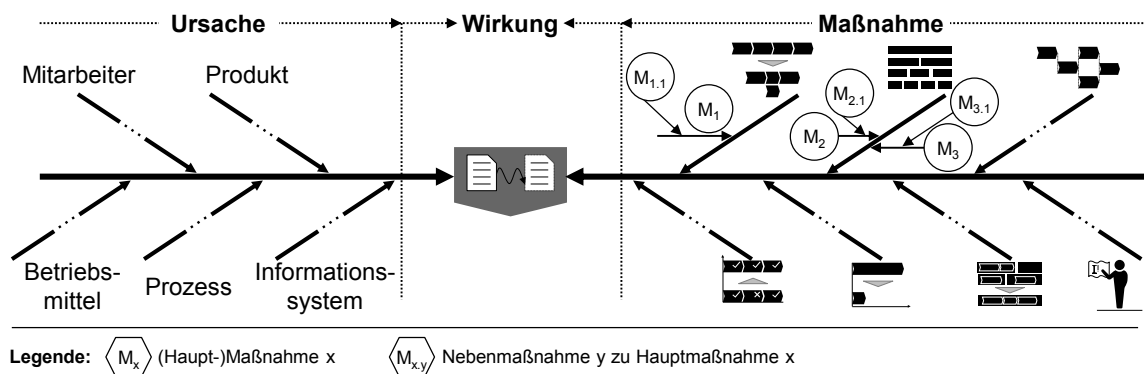 Ursache
Wirkung
Maßnahme
Mitarbeiter
Produkt
M1.1
M1
M2.1
M2
M3.1
M3
Betriebs-
mittel
Prozess
Informations-
system
I
Legende: Mx (Haupt-)Maßnahme x Mx.y Nebenmaßnahme y zu Hauptmaßnahme x